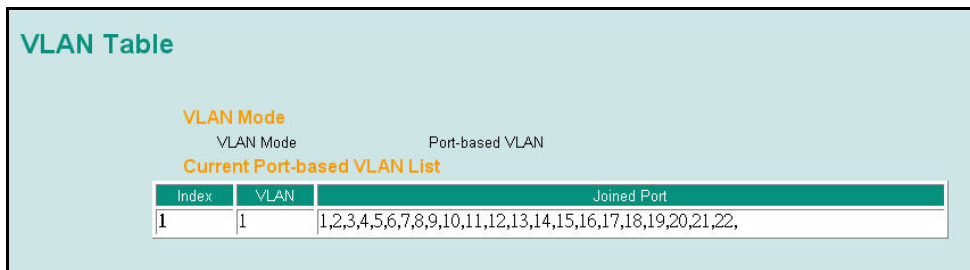 VLAN Table
VLAN Mode
VLAN Mode Port-based VLAN
Current Port-based VLAN List
Index VLAN Joined Port
1 1 1,2,3,4,5,6,7,8,9,10,11,12,13,14,15,16,17,18,19,20,21,22,